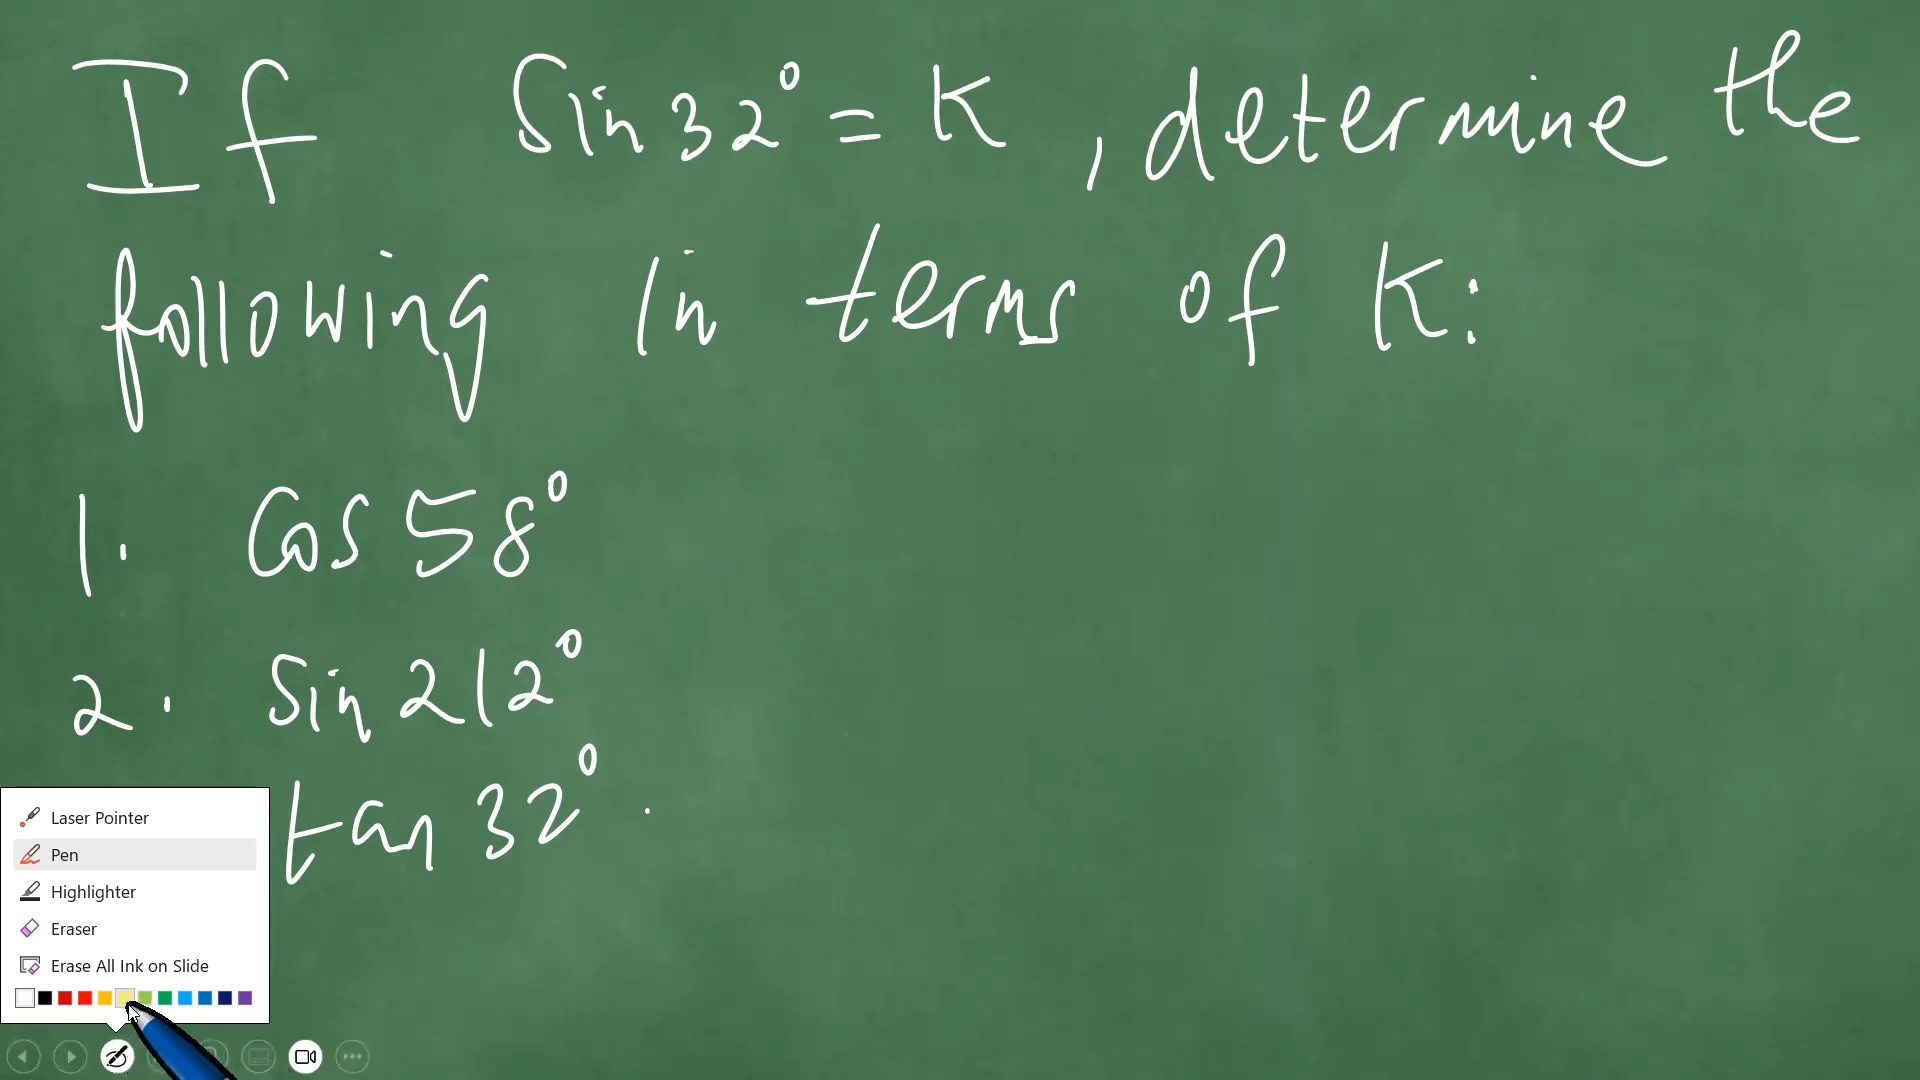 If Sin 32° = K, determine the
following in terms of K:
1. Cos 58°
2. Sin 212°
tan 32°.
Laser Pointer
Pen
Highlighter
Eraser
Erase All Ink on Slide